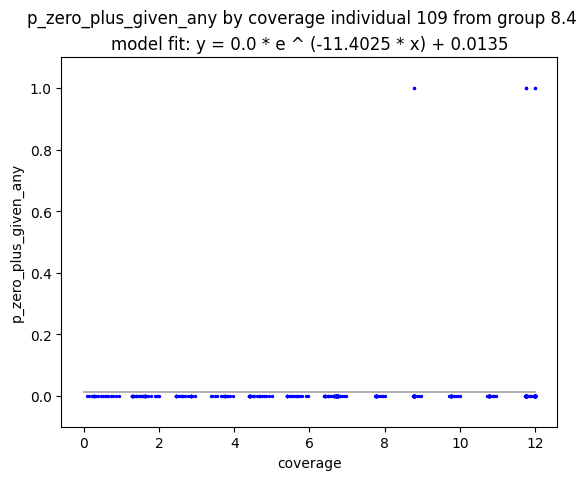 p_zero_plus_given_any by coverage individual 109 from group 8.4
model fit: y = 0.0 * e ^ (-11.4025 * x) + 0.0135
1.0
0.8
0.6
0.4
0.2
0.0
p_zero_plus_given_any
0 2 4 6 8 10 12
coverage